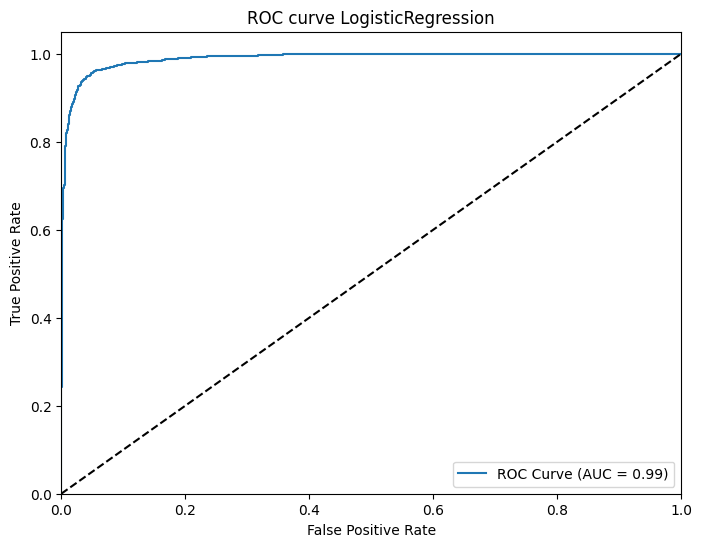 ROC curve LogisticRegression
1.0
0.8
0.6
0.4
0.2
0.0
True Positive Rate
ROC Curve (AUC = 0.99)
0.0 0.2 0.4 0.6 0.8 1.0
False Positive Rate